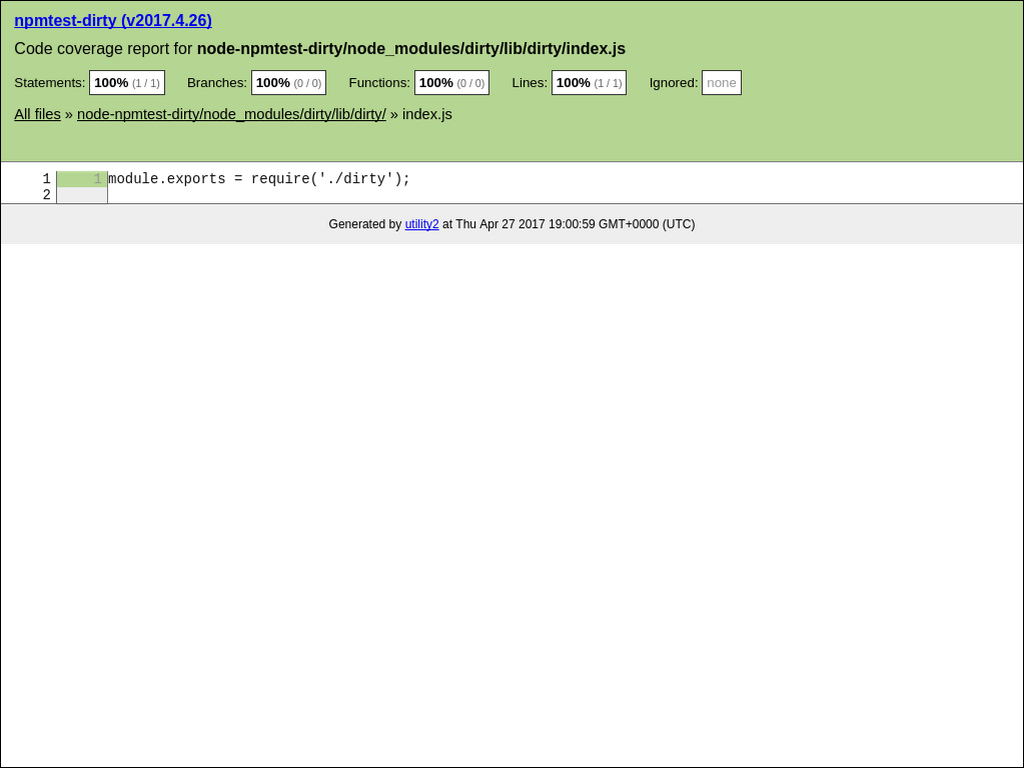 npmtest-dirty (v2017.4.26)
Code coverage report for node-npmtest-dirty/node_modules/dirty/lib/dirty/index.js
Statements: 100% (1 / 1) Branches: 100% (0 / 0) Functions: 100% (0 / 0) Lines: 100% (1 / 1) Ignored: none
All files » node-npmtest-dirty/node_modules/dirty/lib/dirty/ » index.js
1 1 module.exports = require('./dirty');
2
Generated by utility2 at Thu Apr 27 2017 19:00:59 GMT+0000 (UTC)